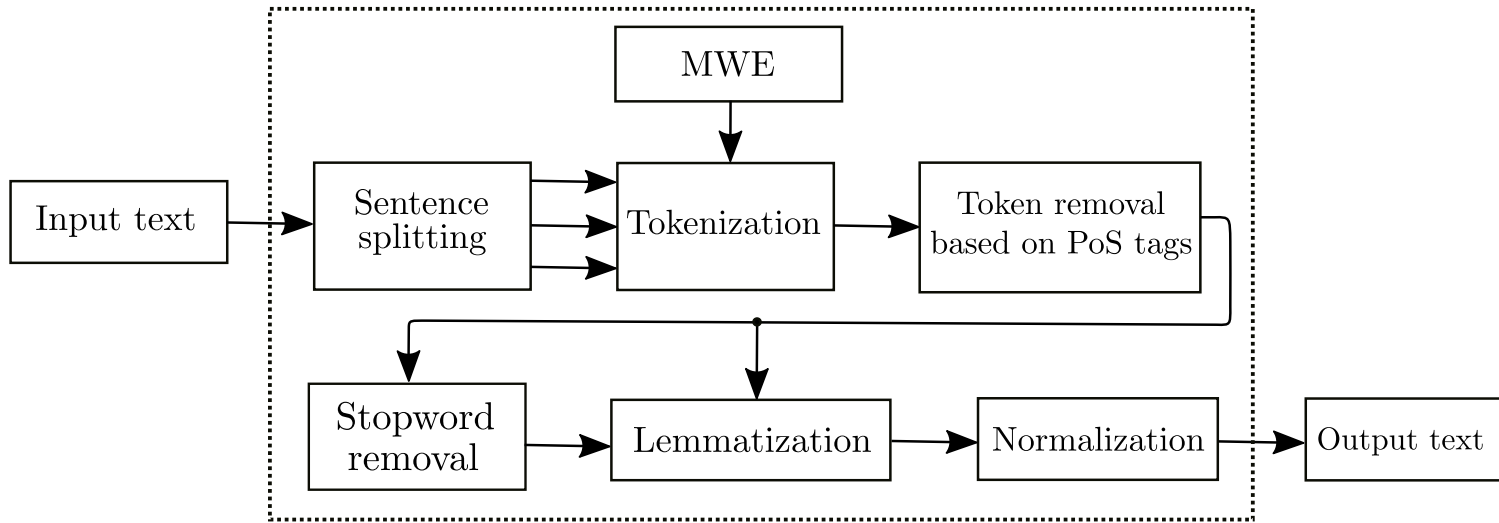 MWE
Input text
Sentence
splitting
Tokenization
Token removal
based on PoS tags
Stopword
removal
Lemmatization
Normalization
Output text